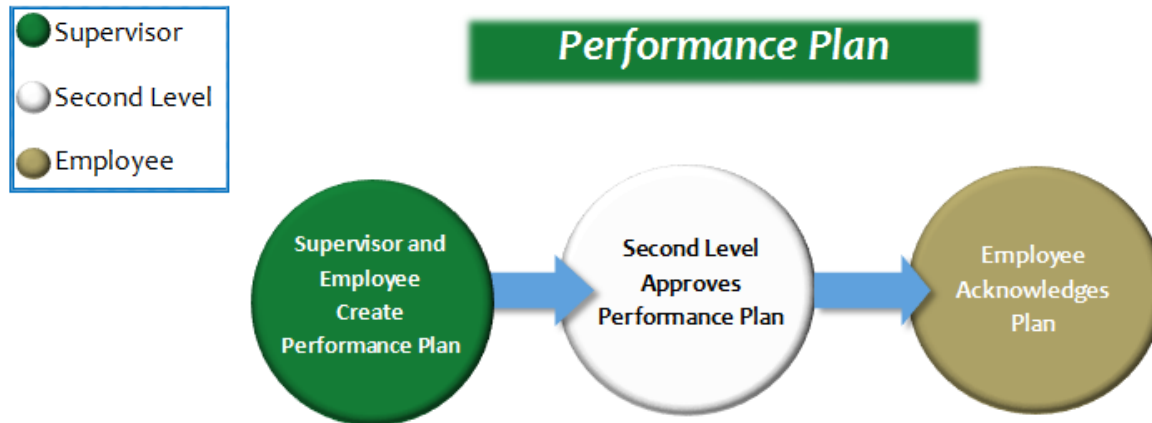 Supervisor
Second Level
Employee
Performance Plan
Supervisor and
Employee
Create
Performance Plan
Second Level
Approves
Performance Plan
Employee
Acknowledges
Plan